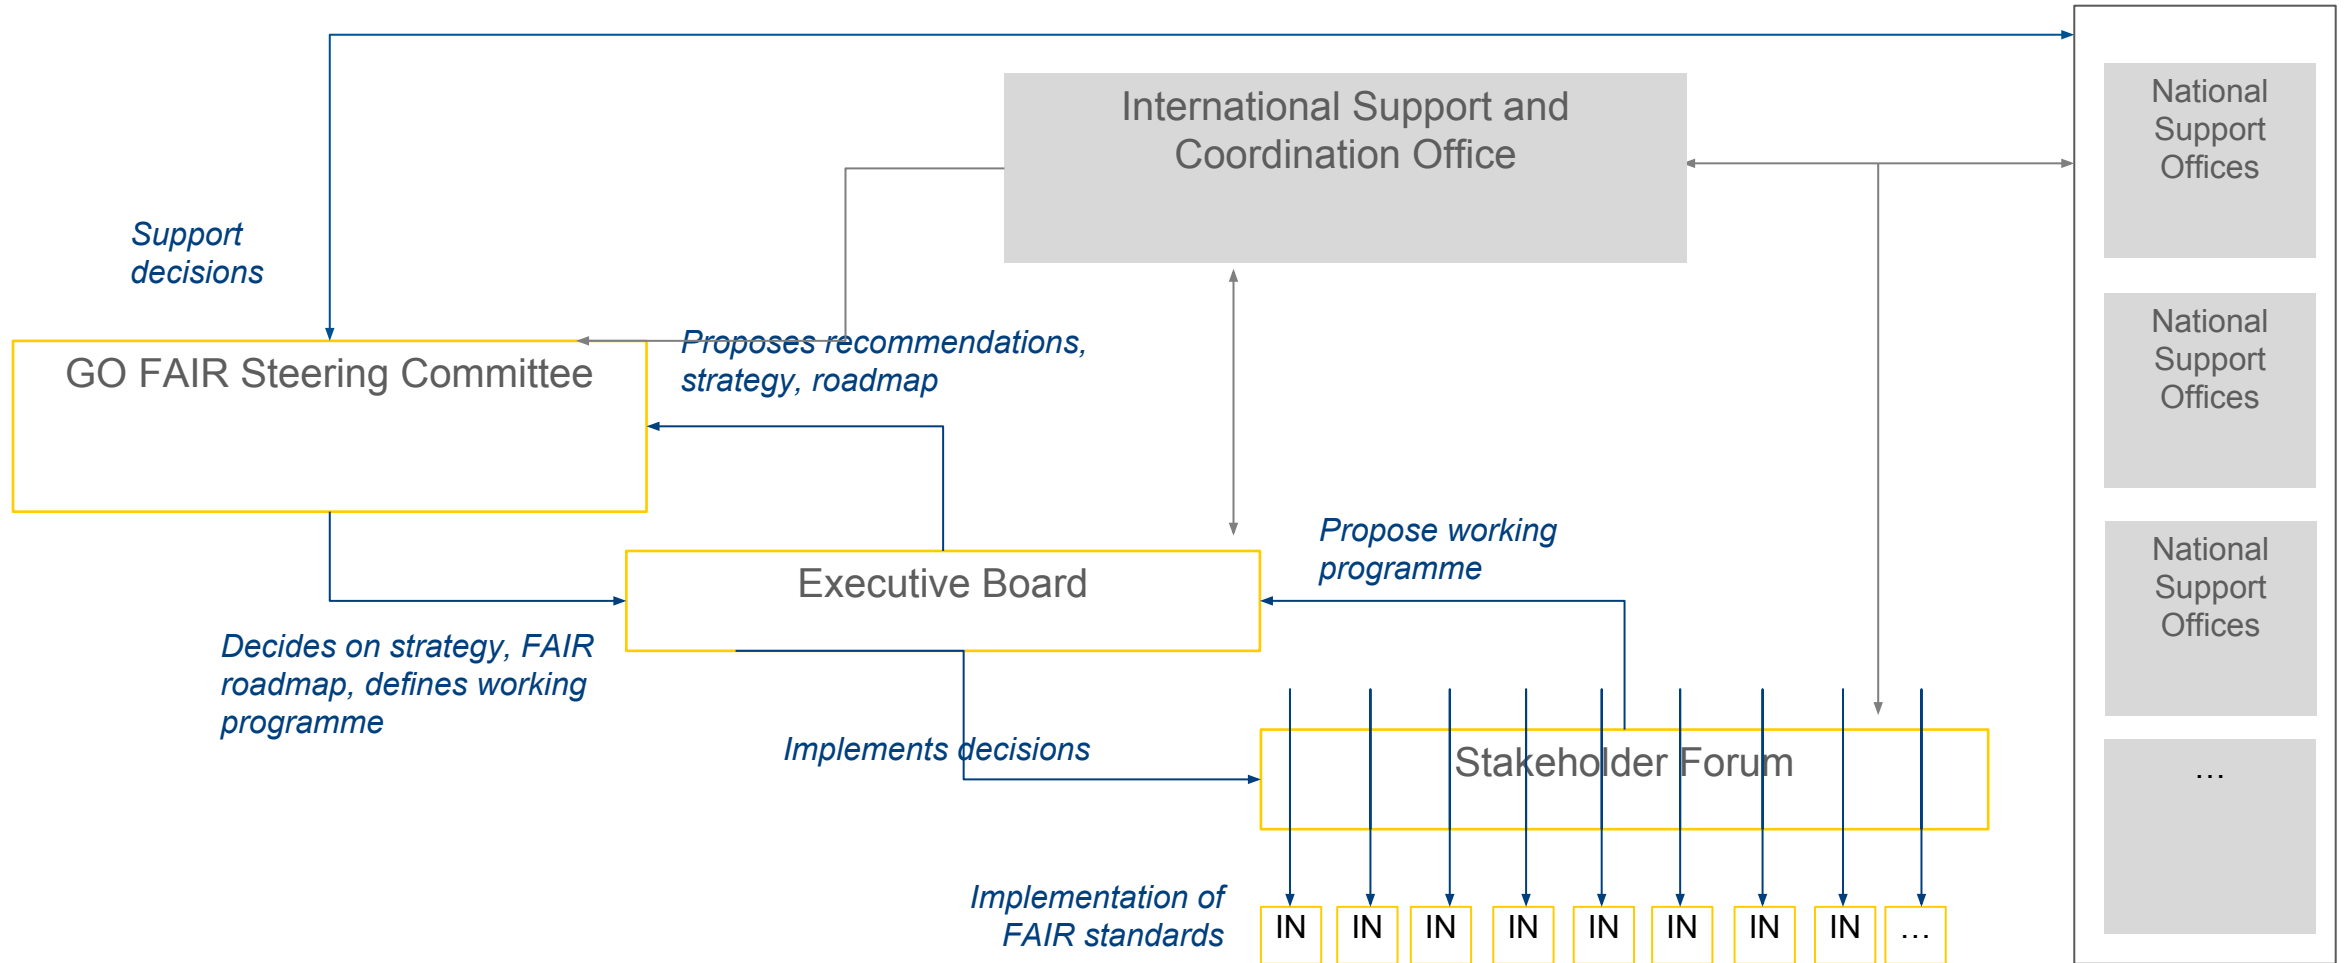 International Support and
Coordination Office
National
Support
Offices
Support
decisions
GO FAIR Steering Committee
Proposes recommendations,
strategy, roadmap
National
Support
Offices
Executive Board
Propose working
programme
National
Support
Offices
Decides on strategy, FAIR
roadmap, defines working
programme
Implements decisions
Stakeholder Forum
...
Implementation of
FAIR standards
IN IN IN IN IN IN IN IN ...